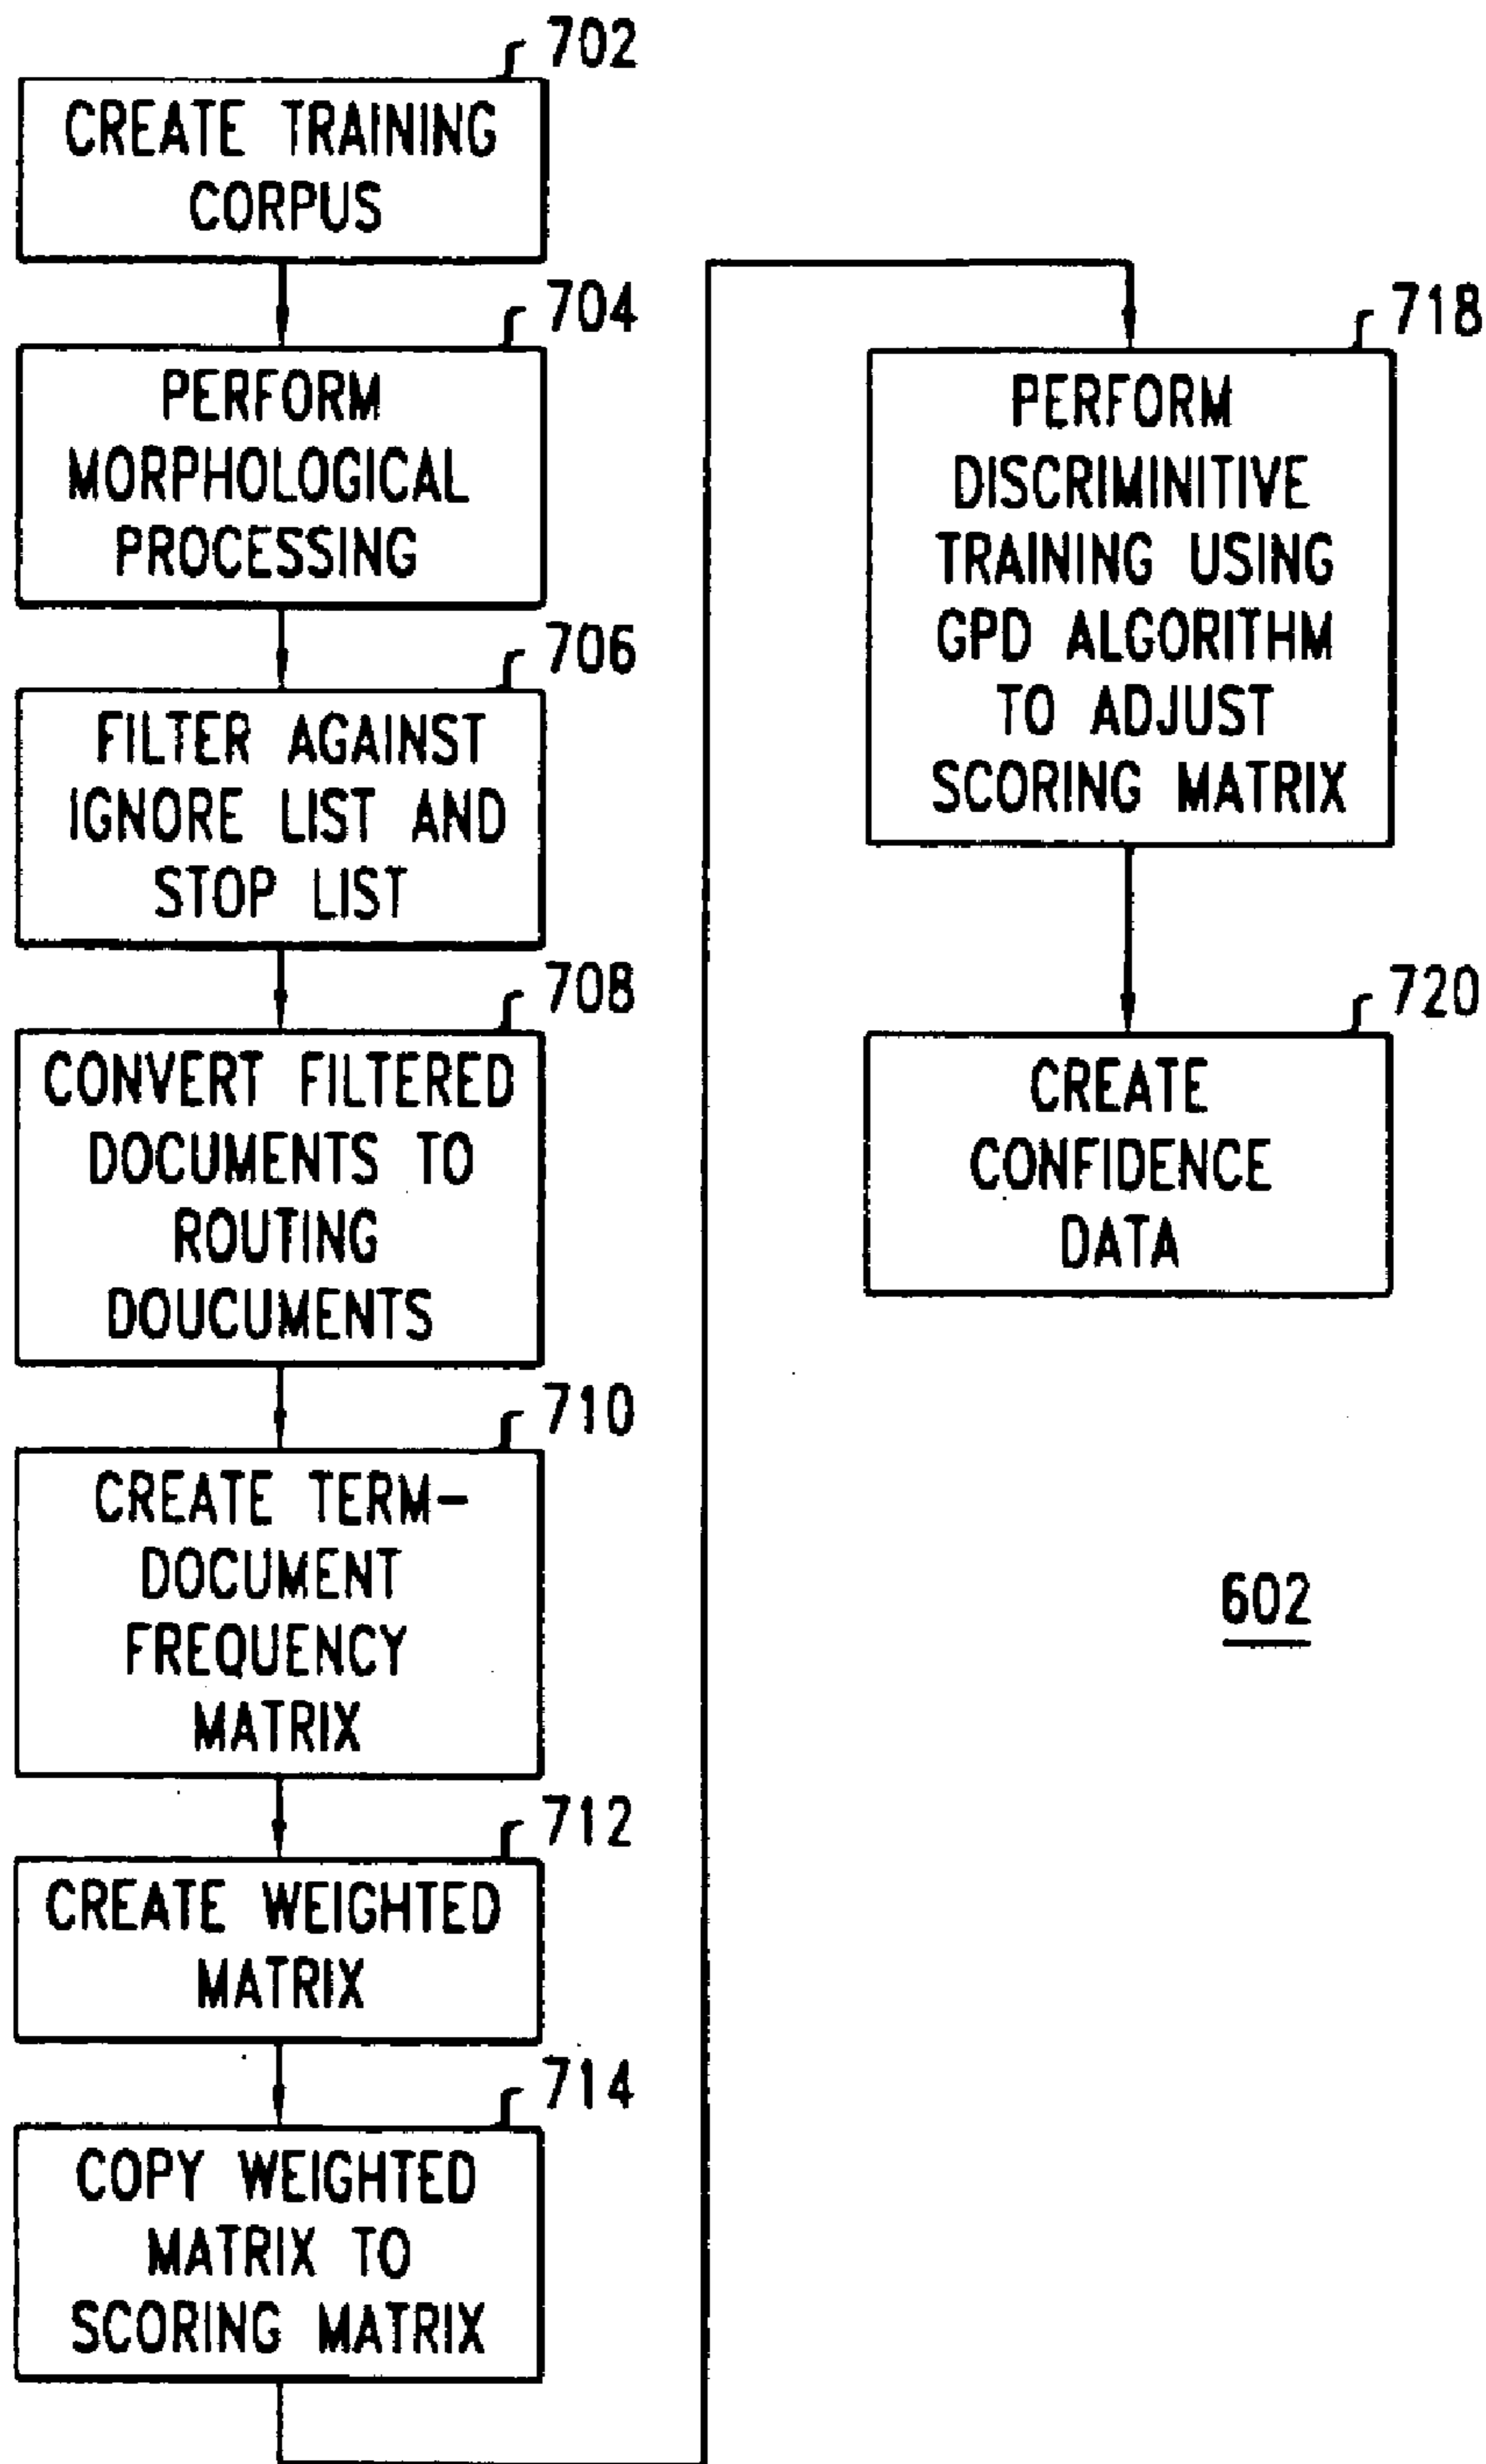 702
CREATE TRAINING
CORPUS
704
PERFORM
MORPHOLOGICAL
PROCESSING
706
FILTER AGAINST
IGNORE LIST AND
STOP LIST
708
CONVERT FILTERED
DOCUMENTS TO
ROUTING
DOUCUMENTS
710
CREATE TERM-
DOCUMENT
FREQUENCY
MATRIX
712
CREATE WEIGHTED
MATRIX
714
COPY WEIGHTED
MATRIX TO
SCORING MATRIX
718
PERFORM
DISCRIMINITIVE
TRAINING USING
GPD ALGORITHM
TO ADJUST
SCORING MATRIX
720
CREATE
CONFIDENCE
DATA
602